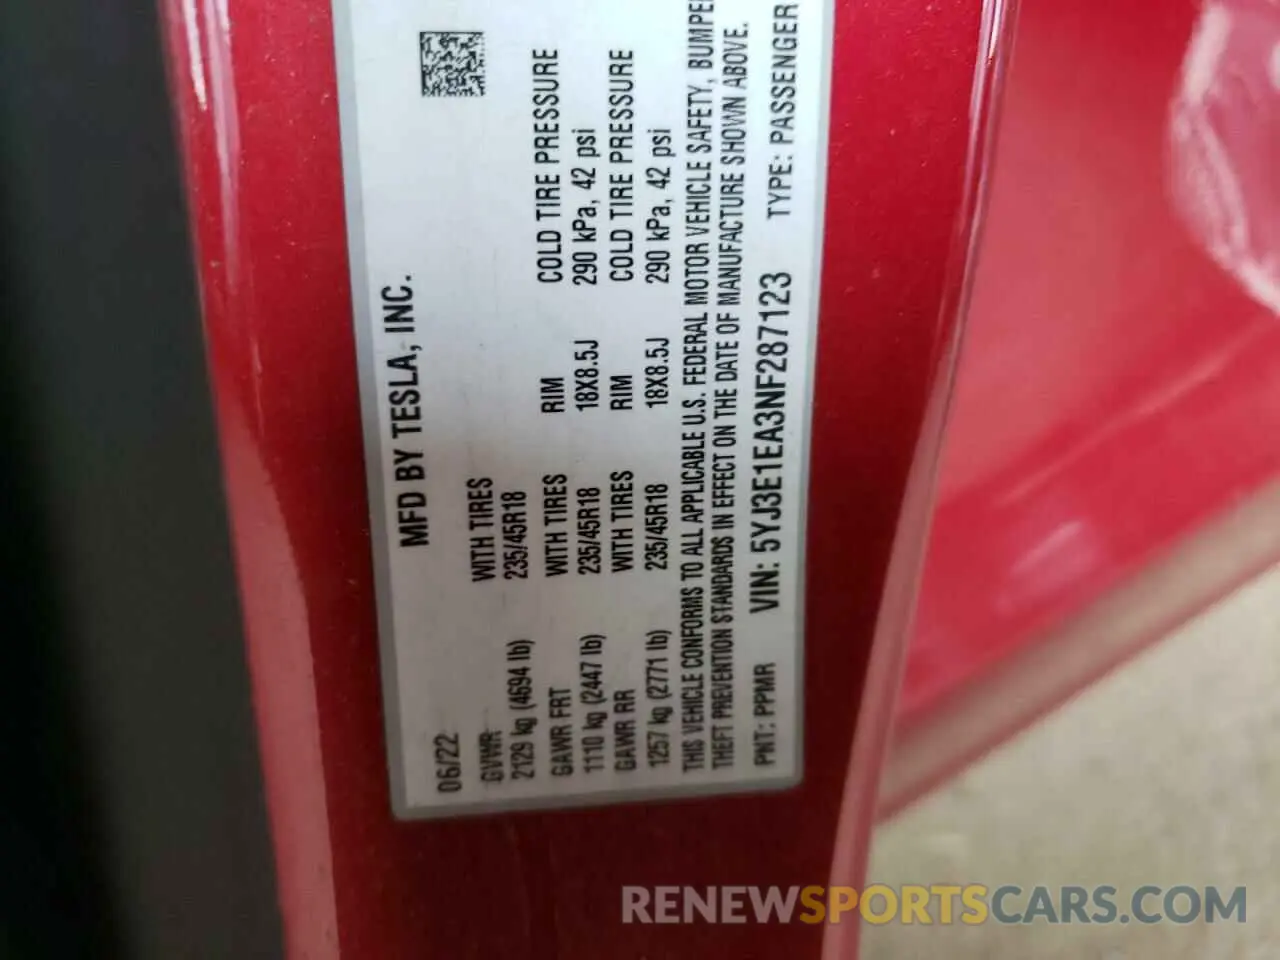 MFD BY TESLA, INC.
06/22
GVWR WITH TIRES
2129 kg (4694 lb) 235/45R18
GAWR FRT WITH TIRES RIM COLD TIRE PRESSURE
1110 kg (2447 lb) 235/45R18 18X8.5J 290 kPa, 42 psi
GAWR RR WITH TIRES RIM COLD TIRE PRESSURE
1257 kg (2771 lb) 235/45R18 18X8.5J 290 kPa, 42 psi
THIS VEHICLE CONFORMS TO ALL APPLICABLE U.S. FEDERAL MOTOR VEHICLE SAFETY, BUMPE
THEFT PREVENTION STANDARDS IN EFFECT ON THE DATE OF MANUFACTURE SHOWN ABOVE.
PNT: PPMR VIN: 5YJ3E1EA3NF287123 TYPE: PASSENGER
RENEWSPORTSCARS.COM